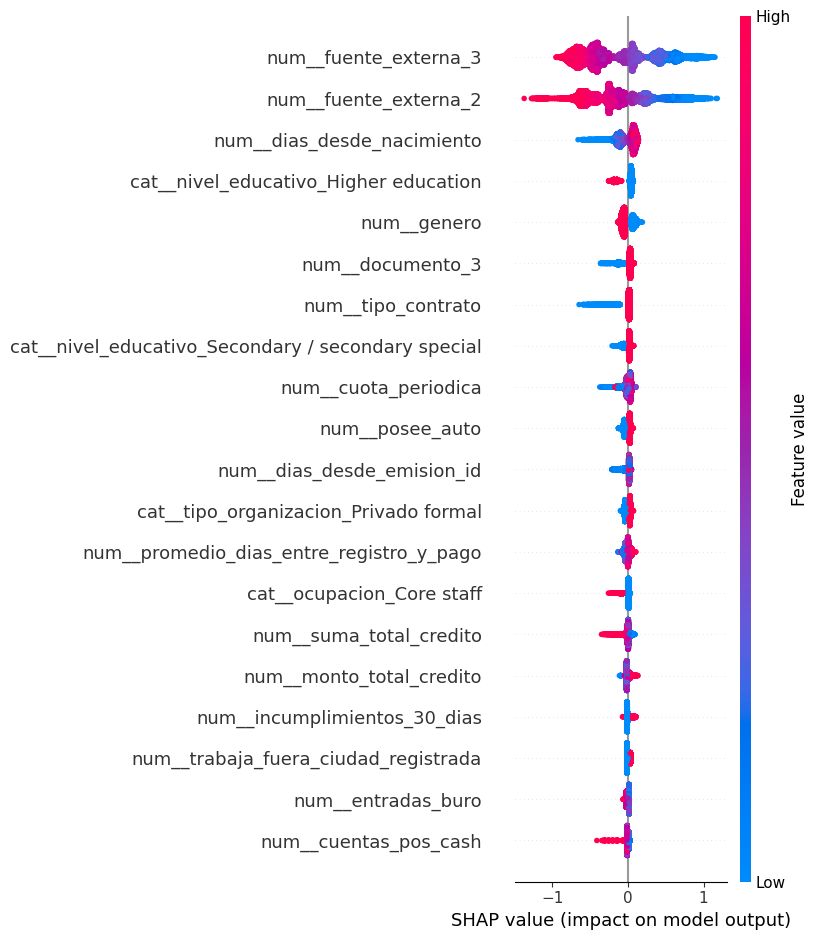 High
num__fuente_externa_3
num__fuente_externa_2
num__dias_desde_nacimiento
cat__nivel_educativo_Higher education
num__genero
num__documento_3
num__tipo_contrato
cat__nivel_educativo_Secondary / secondary special
num__cuota_periodica
num__posee_auto
num__dias_desde_emision_id
cat__tipo_organizacion_Privado formal
num__promedio_dias_entre_registro_y_pago
cat__ocupacion_Core staff
num__suma_total_credito
num__monto_total_credito
num__incumplimientos_30_dias
num__trabaja_fuera_ciudad_registrada
num__entradas_buro
num__cuentas_pos_cash
Feature value
Low
−1 0 1
SHAP value (impact on model output)